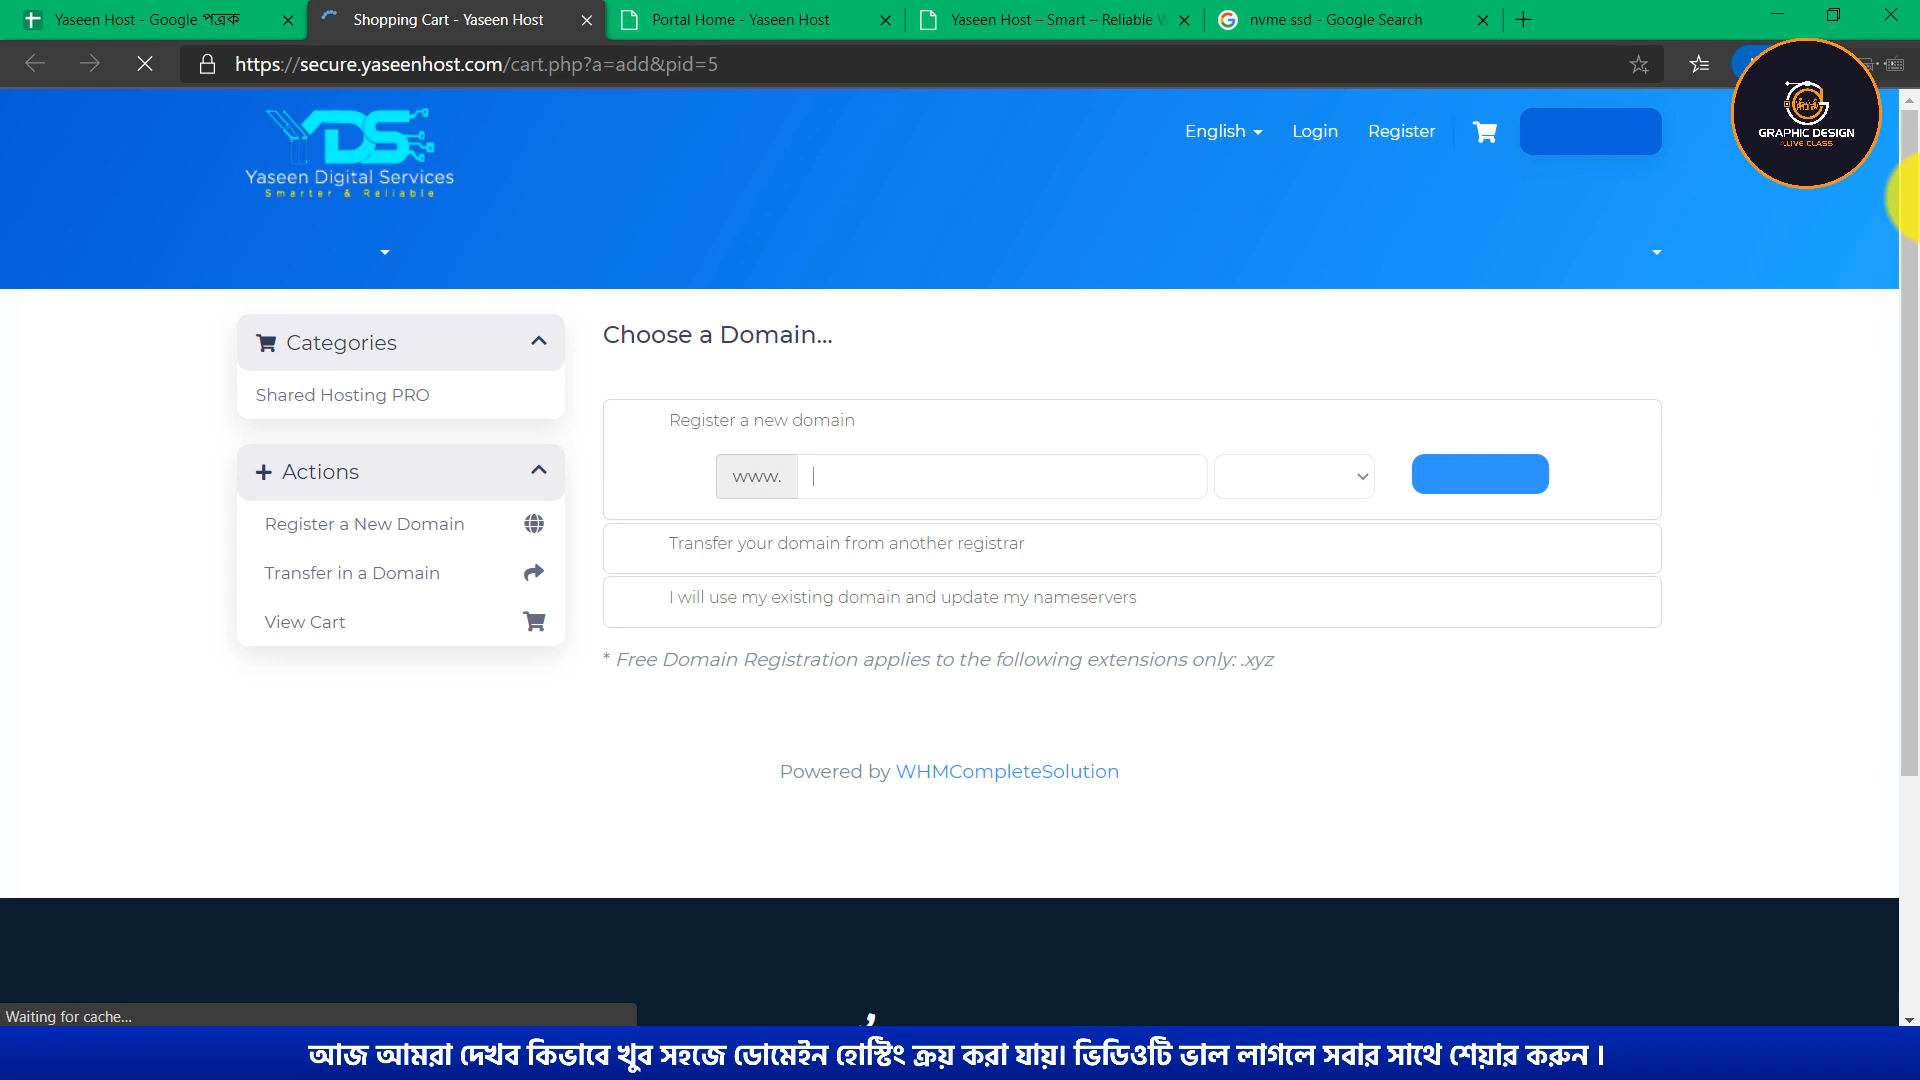 Yaseen Host - Google পত্রক
Shopping Cart - Yaseen Host
Portal Home - Yaseen Host
Yaseen Host – Smart – Reliable
nvme ssd - Google Search
https://secure.yaseenhost.com/cart.php?a=add&pid=5
YDS
Yaseen Digital Services
Smarter & Reliable
English
Login
Register
GRAPHIC DESIGN
LIVE CLASS
Categories
Shared Hosting PRO
Actions
Register a New Domain
Transfer in a Domain
View Cart
Choose a Domain...
Register a new domain
www.
Transfer your domain from another registrar
I will use my existing domain and update my nameservers
* Free Domain Registration applies to the following extensions only: .xyz
Powered by WHMCompleteSolution
Waiting for cache...
আজ আমরা দেখব কিভাবে খুব সহজে ডোমেইন হোস্টিং ক্রয় করা যায়। ভিডিওটি ভাল লাগলে সবার সাথে শেয়ার করুন ।